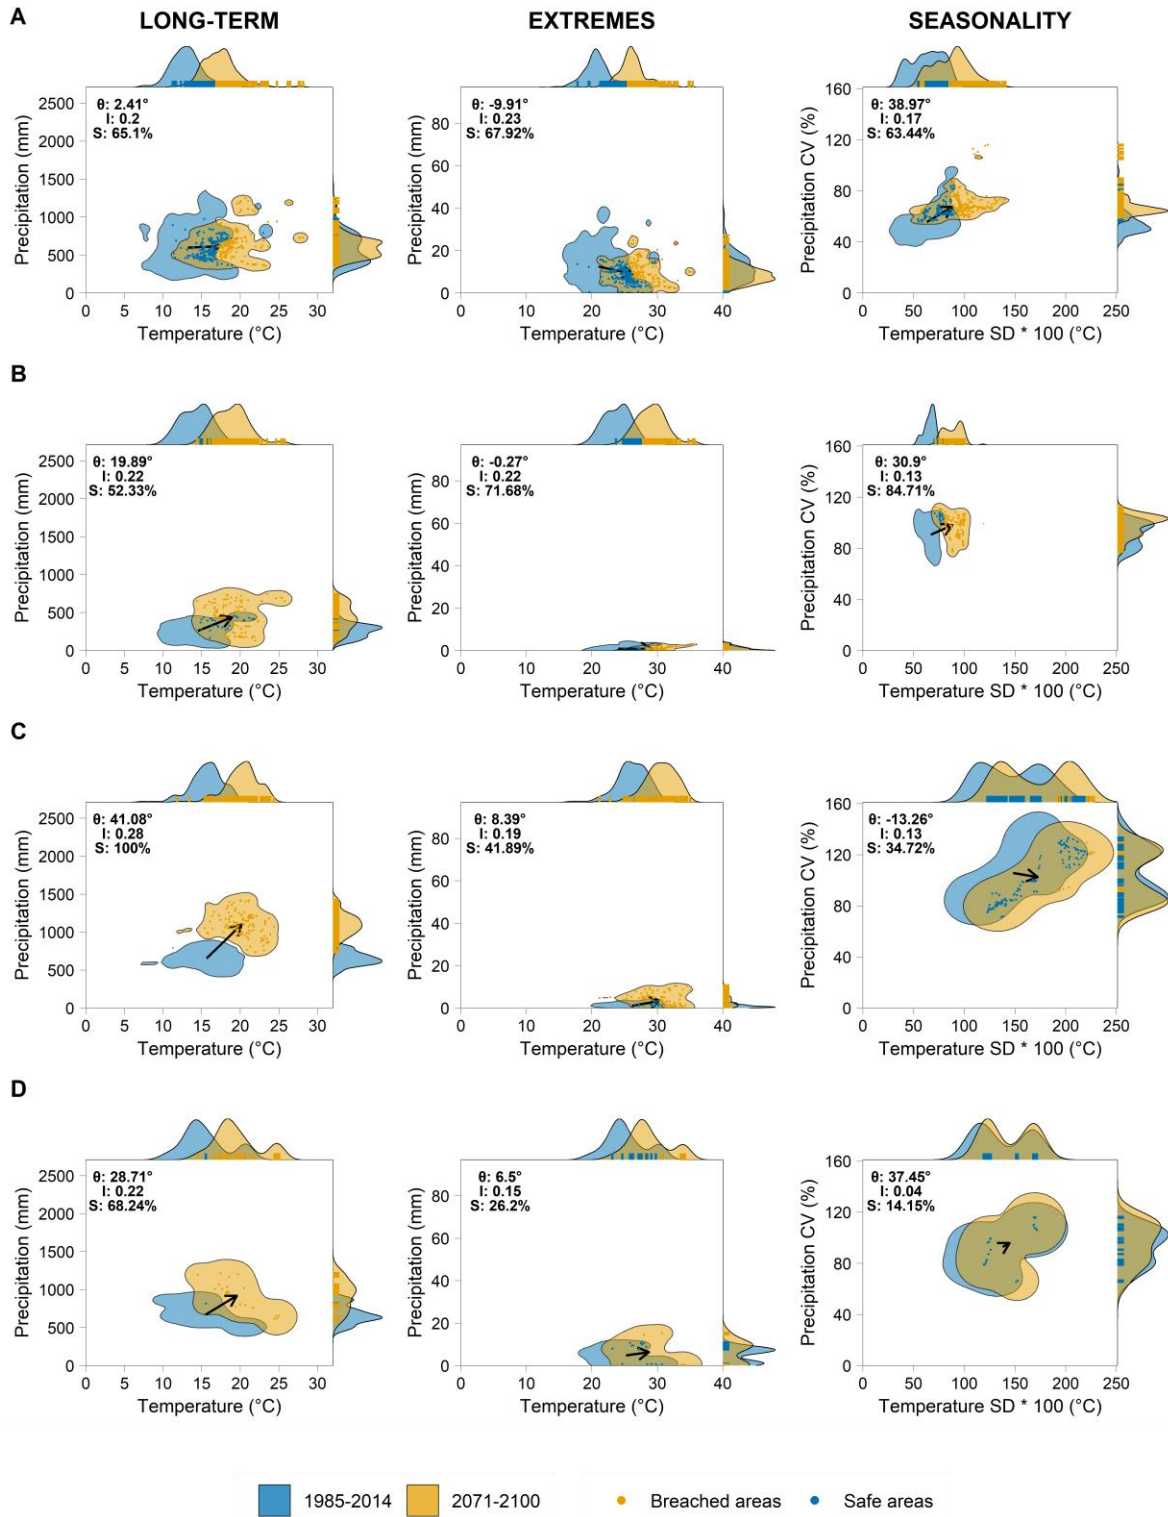 A
LONG-TERM
EXTREMES
SEASONALITY
θ: 2.41°
I: 0.2
S: 65.1%
Precipitation (mm)
2500
2000
1500
1000
500
0
0 5 10 15 20 25 30
Temperature (°C)
θ: -9.91°
I: 0.23
S: 67.92%
Precipitation (mm)
80
60
40
20
0
0 10 20 30 40
Temperature (°C)
θ: 38.97°
I: 0.17
S: 63.44%
Precipitation CV (%)
160
120
80
40
0
0 50 100 150 200 250
Temperature SD * 100 (°C)
B
θ: 19.89°
I: 0.22
S: 52.33%
Precipitation (mm)
2500
2000
1500
1000
500
0
0 5 10 15 20 25 30
Temperature (°C)
θ: -0.27°
I: 0.22
S: 71.68%
Precipitation (mm)
80
60
40
20
0
0 10 20 30 40
Temperature (°C)
θ: 30.9°
I: 0.13
S: 84.71%
Precipitation CV (%)
160
120
80
40
0
0 50 100 150 200 250
Temperature SD * 100 (°C)
C
θ: 41.08°
I: 0.28
S: 100%
Precipitation (mm)
2500
2000
1500
1000
500
0
0 5 10 15 20 25 30
Temperature (°C)
θ: 8.39°
I: 0.19
S: 41.89%
Precipitation (mm)
80
60
40
20
0
0 10 20 30 40
Temperature (°C)
θ: -13.26°
I: 0.13
S: 34.72%
Precipitation CV (%)
160
120
80
40
0
0 50 100 150 200 250
Temperature SD * 100 (°C)
D
θ: 28.71°
I: 0.22
S: 68.24%
Precipitation (mm)
2500
2000
1500
1000
500
0
0 5 10 15 20 25 30
Temperature (°C)
θ: 6.5°
I: 0.15
S: 26.2%
Precipitation (mm)
80
60
40
20
0
0 10 20 30 40
Temperature (°C)
θ: 37.45°
I: 0.04
S: 14.15%
Precipitation CV (%)
160
120
80
40
0
0 50 100 150 200 250
Temperature SD * 100 (°C)
1985-2014
2071-2100
Breached areas
Safe areas